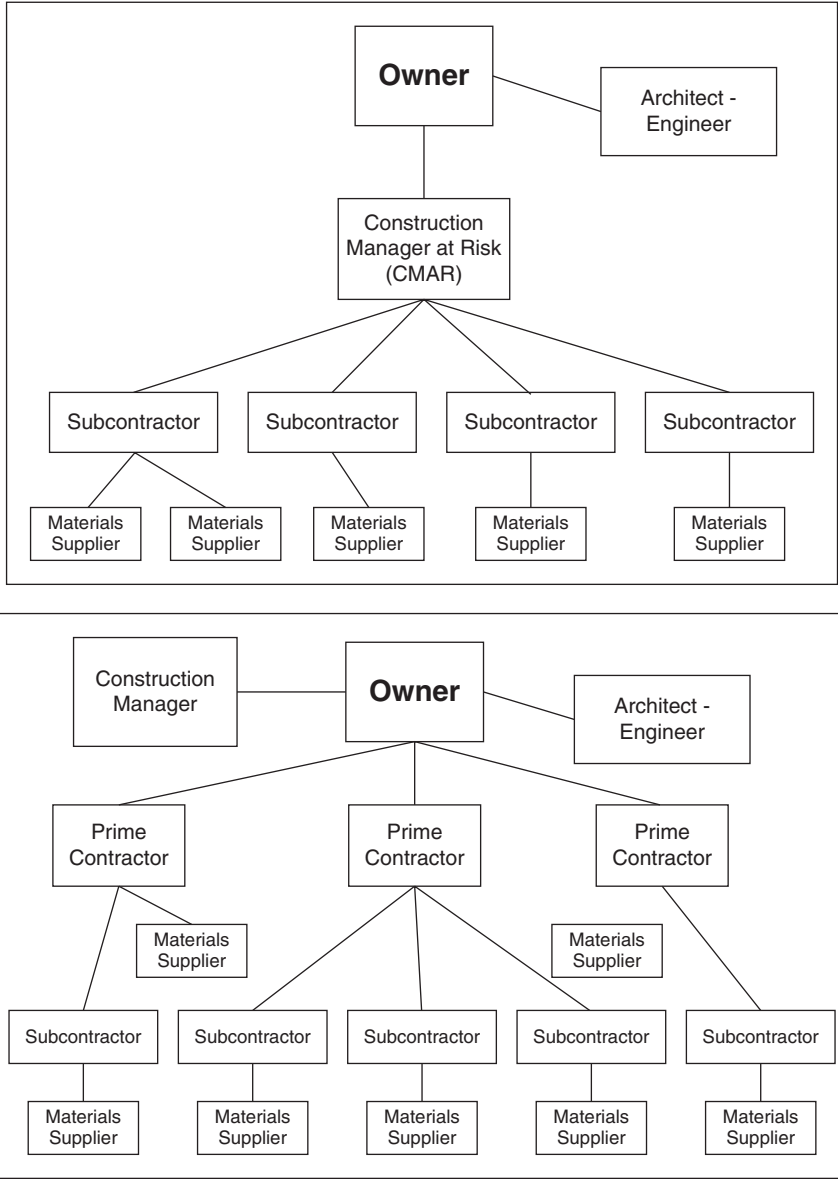 Owner
Architect -
Engineer
Construction
Manager at Risk
(CMAR)
Subcontractor
Subcontractor
Subcontractor
Subcontractor
Materials
Supplier
Materials
Supplier
Materials
Supplier
Materials
Supplier
Materials
Supplier
Construction
Manager
Owner
Architect -
Engineer
Prime
Contractor
Prime
Contractor
Prime
Contractor
Materials
Supplier
Materials
Supplier
Subcontractor
Subcontractor
Subcontractor
Subcontractor
Subcontractor
Materials
Supplier
Materials
Supplier
Materials
Supplier
Materials
Supplier
Materials
Supplier